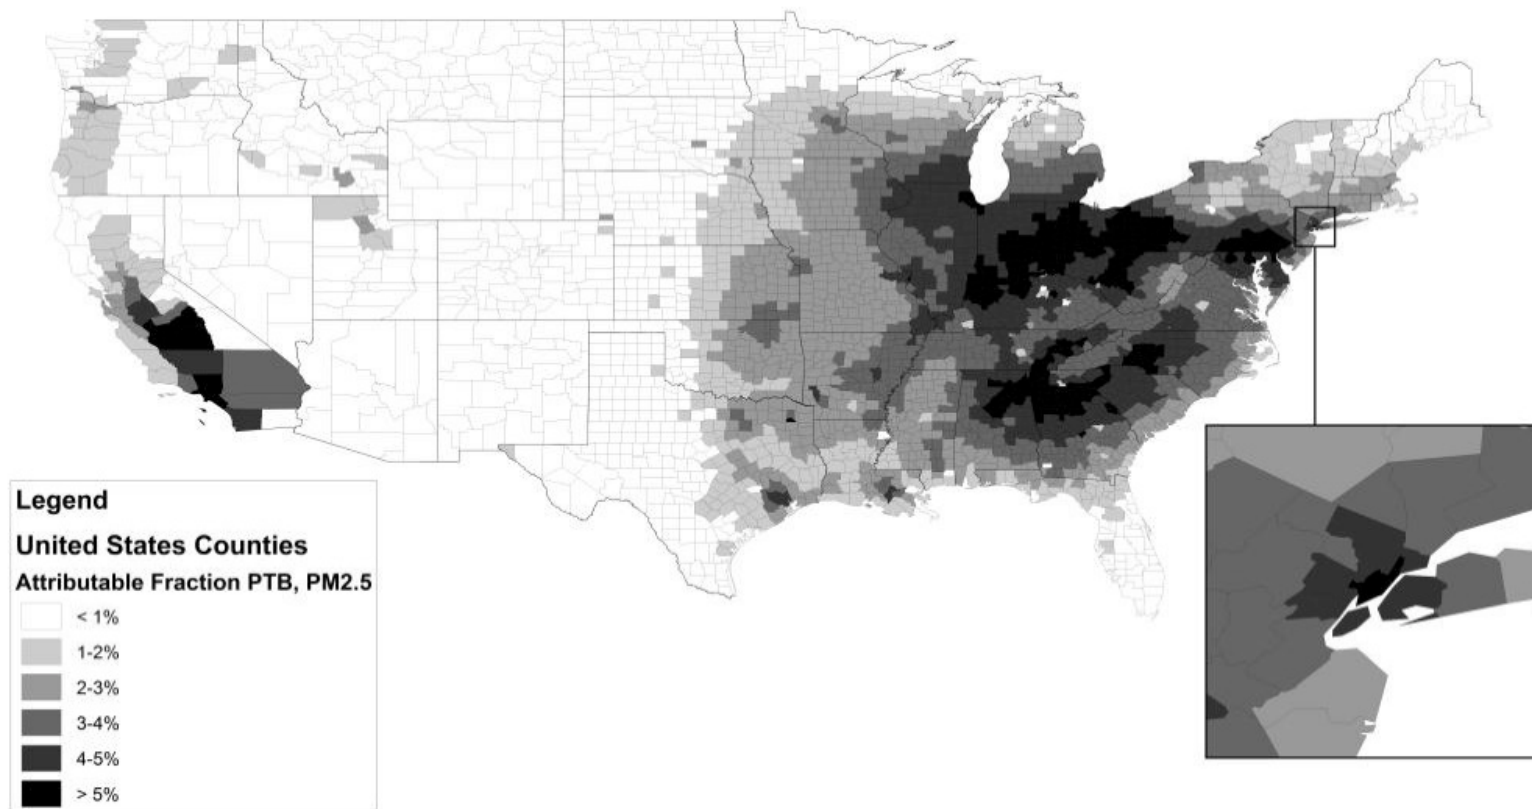 Legend
United States Counties
Attributable Fraction PTB, PM2.5
< 1%
1-2%
2-3%
3-4%
4-5%
> 5%